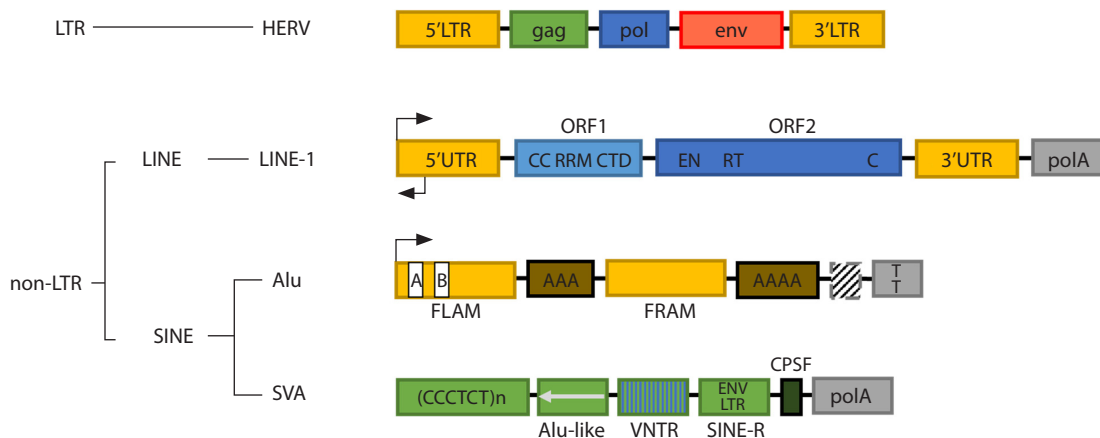 LTR HERV 5'LTR gag pol env 3'LTR
ORF1 ORF2
LINE LINE-1 5'UTR CC RRM CTD EN RT C 3'UTR polA
non-LTR
Alu A B AAA AAAA T
T
FLAM FRAM
SINE
CPSF
SVA (CCCTCT)n ENV polA
LTR
Alu-like VNTR SINE-R